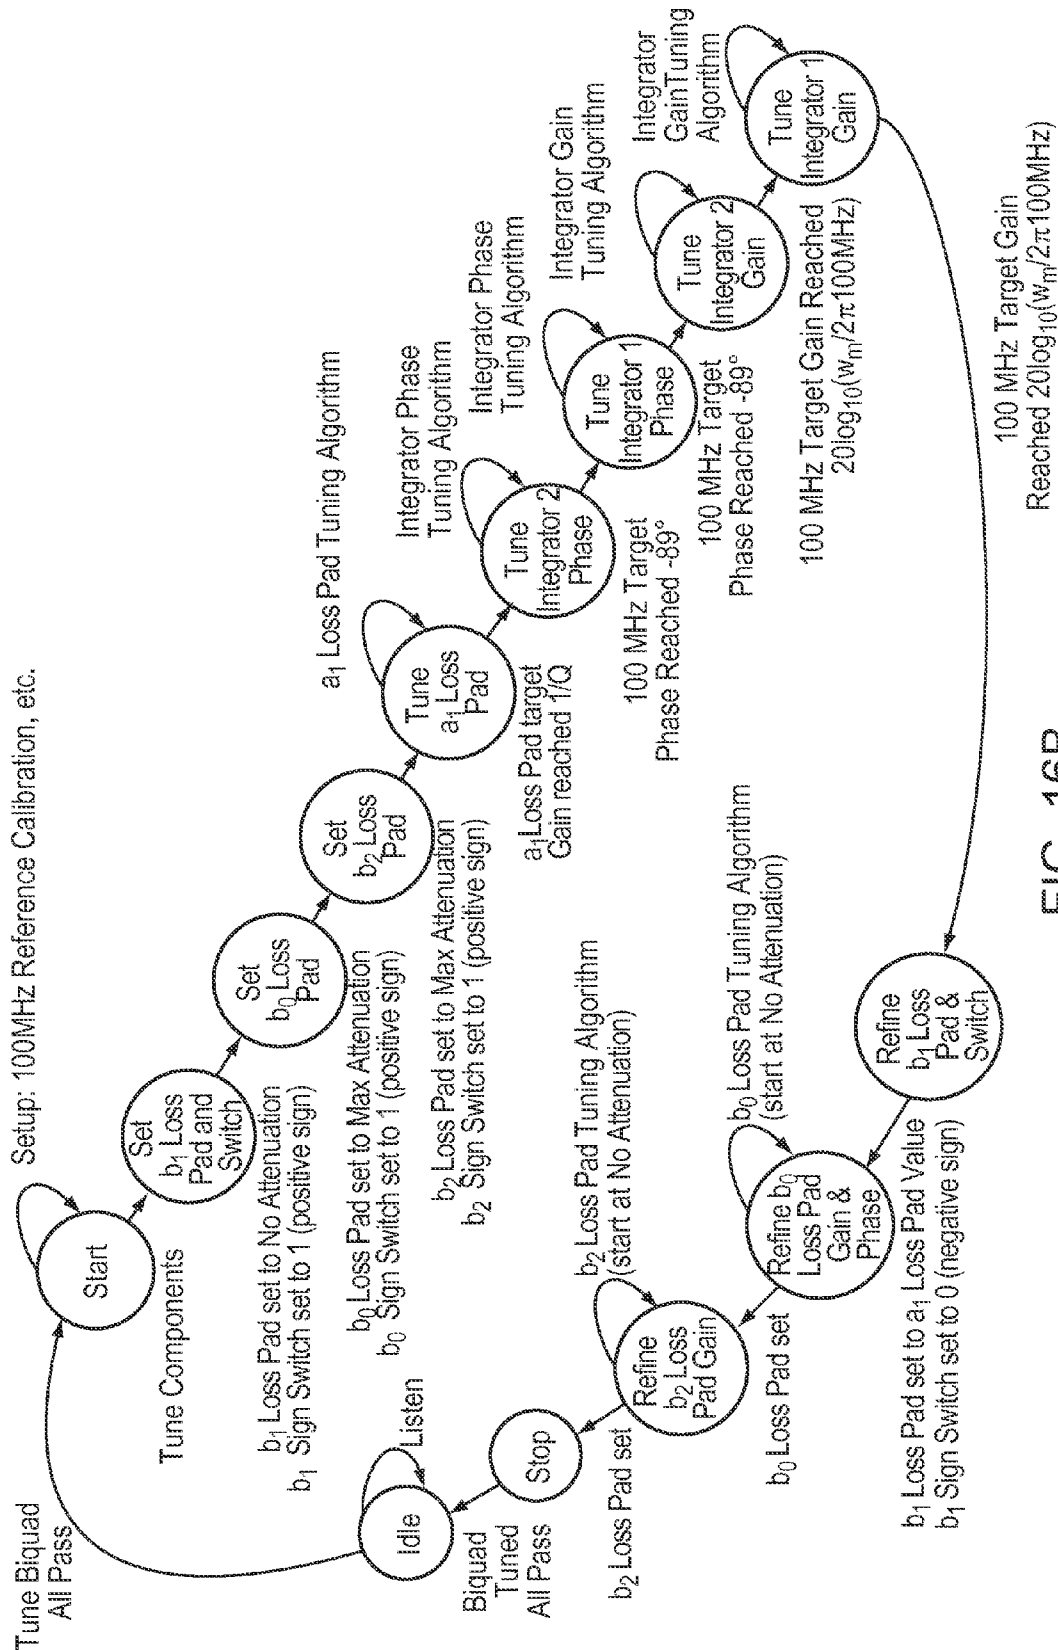 Tune Biquad
All Pass
Setup: 100MHz Reference Calibration, etc.
Start
Tune Components
Set
b1 Loss
Pad and
Switch
b1 Loss Pad set to No Attenuation
b1 Sign Switch set to 1 (positive sign)
Set
b0 Loss
Pad
b0 Loss Pad set to Max Attenuation
b0 Sign Switch set to 1 (positive sign)
Set
b2 Loss
Pad
b2 Loss Pad set to Max Attenuation
b2 Sign Switch set to 1 (positive sign)
a1 Loss Pad Tuning Algorithm
Tune
a1 Loss
Pad
a1 Loss Pad target
Gain reached 1/Q
Integrator Phase
Tuning Algorithm
Tune
Integrator 2
Phase
100 MHz Target
Phase Reached -89°
Integrator Phase
Tuning Algorithm
Tune
Integrator 1
Phase
100 MHz Target
Phase Reached -89°
Integrator Gain
Tuning Algorithm
Tune
Integrator 2
Gain
100 MHz Target Gain Reached
20log10(wm/2π100MHz)
Integrator
GainTuning
Algorithm
Tune
Integrator 1
Gain
100 MHz Target Gain
Reached 20log10(wm/2π100MHz)
Refine
b1 Loss
Pad &
Switch
b1 Loss Pad set to a1 Loss Pad Value
b1 Sign Switch set to 0 (negative sign)
b0 Loss Pad Tuning Algorithm
(start at No Attenuation)
Refine b0
Loss Pad
Gain &
Phase
b0 Loss Pad set
b2 Loss Pad Tuning Algorithm
(start at No Attenuation)
Refine
b2 Loss
Pad Gain
b2 Loss Pad set
Stop
Biquad
Tuned
All Pass
Idle
Listen
FIG. 16B